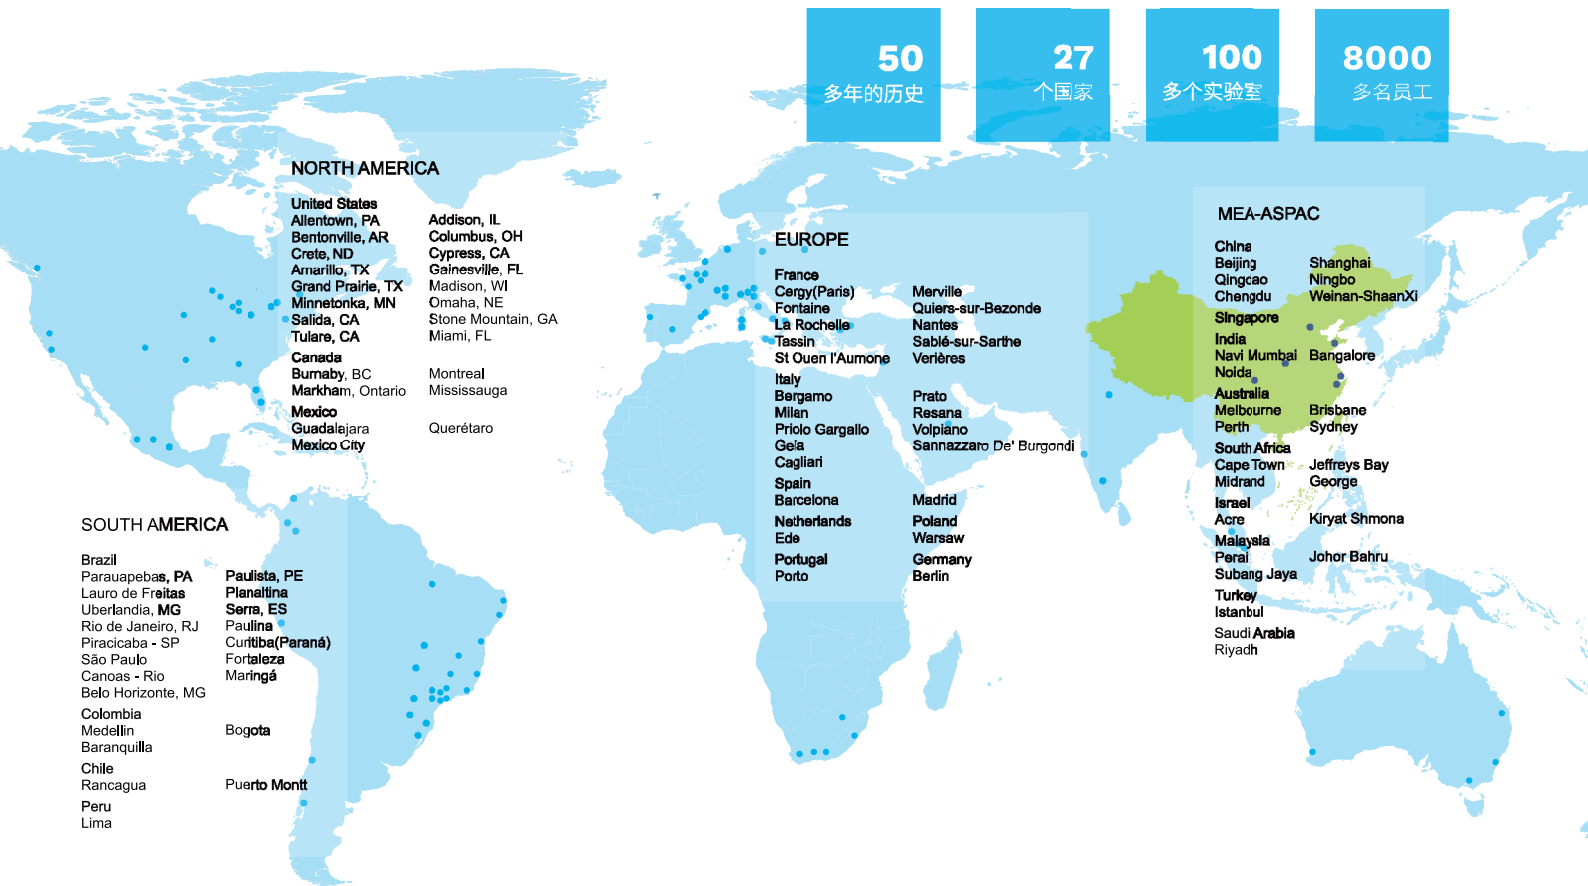 50
多年的历史
27
个国家
100
多个实验室
8000
多名员工
NORTH AMERICA
United States
Allentown, PA
Bentonville, AR
Crete, ND
Amarillo, TX
Grand Prairie, TX
Minnetonka, MN
Salida, CA
Tulare, CA
Addison, IL
Columbus, OH
Cypress, CA
Gainesville, FL
Madison, WI
Omaha, NE
Stone Mountain, GA
Miami, FL
Canada
Burnaby, BC
Markham, Ontario
Montreal
Mississauga
Mexico
Guadalajara
Mexico City
Querétaro
SOUTH AMERICA
Brazil
Parauapebas, PA
Lauro de Freitas
Uberlandia, MG
Rio de Janeiro, RJ
Piracicaba - SP
São Paulo
Canoas - Rio
Belo Horizonte, MG
Paulista, PE
Planaltina
Serra, ES
Paulina
Curitiba(Paraná)
Fortaleza
Maringá
Colombia
Medellin
Baranquilla
Bogota
Chile
Rancagua
Puerto Montt
Peru
Lima
EUROPE
France
Cergy(Paris)
Fontaine
La Rochelle
Tassin
St Ouen l'Aumone
Merville
Quiers-sur-Bezonde
Nantes
Sablé-sur-Sarthe
Verières
Italy
Bergamo
Milan
Priolo Gargallo
Gela
Cagliari
Prato
Resana
Volpiano
Sannazzaro De' Burgondi
Spain
Barcelona
Madrid
Netherlands
Ede
Poland
Warsaw
Portugal
Porto
Germany
Berlin
MEA-ASPAC
China
Beijing
Qingdao
Chengdu
Shanghai
Ningbo
Weinan-ShaanXi
Singapore
India
Navi Mumbai
Noida
Bangalore
Australia
Melbourne
Perth
Brisbane
Sydney
South Africa
Cape Town
Midrand
Jeffreys Bay
George
Israel
Acre
Kiryat Shmona
Malaysia
Perai
Subang Jaya
Johor Bahru
Turkey
Istanbul
Saudi Arabia
Riyadh